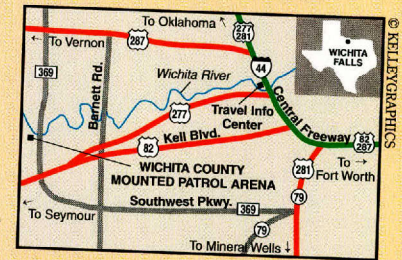 To Oklahoma
277
281
© KELLEYGRAPHICS
To Vernon
287
44
WICHITA
FALLS
369
Barnett Rd.
Wichita River
277
Travel Info
Center
Central Freeway
82
287
Kell Blvd.
82
To
Fort Worth
WICHITA COUNTY
MOUNTED PATROL ARENA
281
79
Southwest Pkwy.
369
To Seymour
79
To Mineral Wells